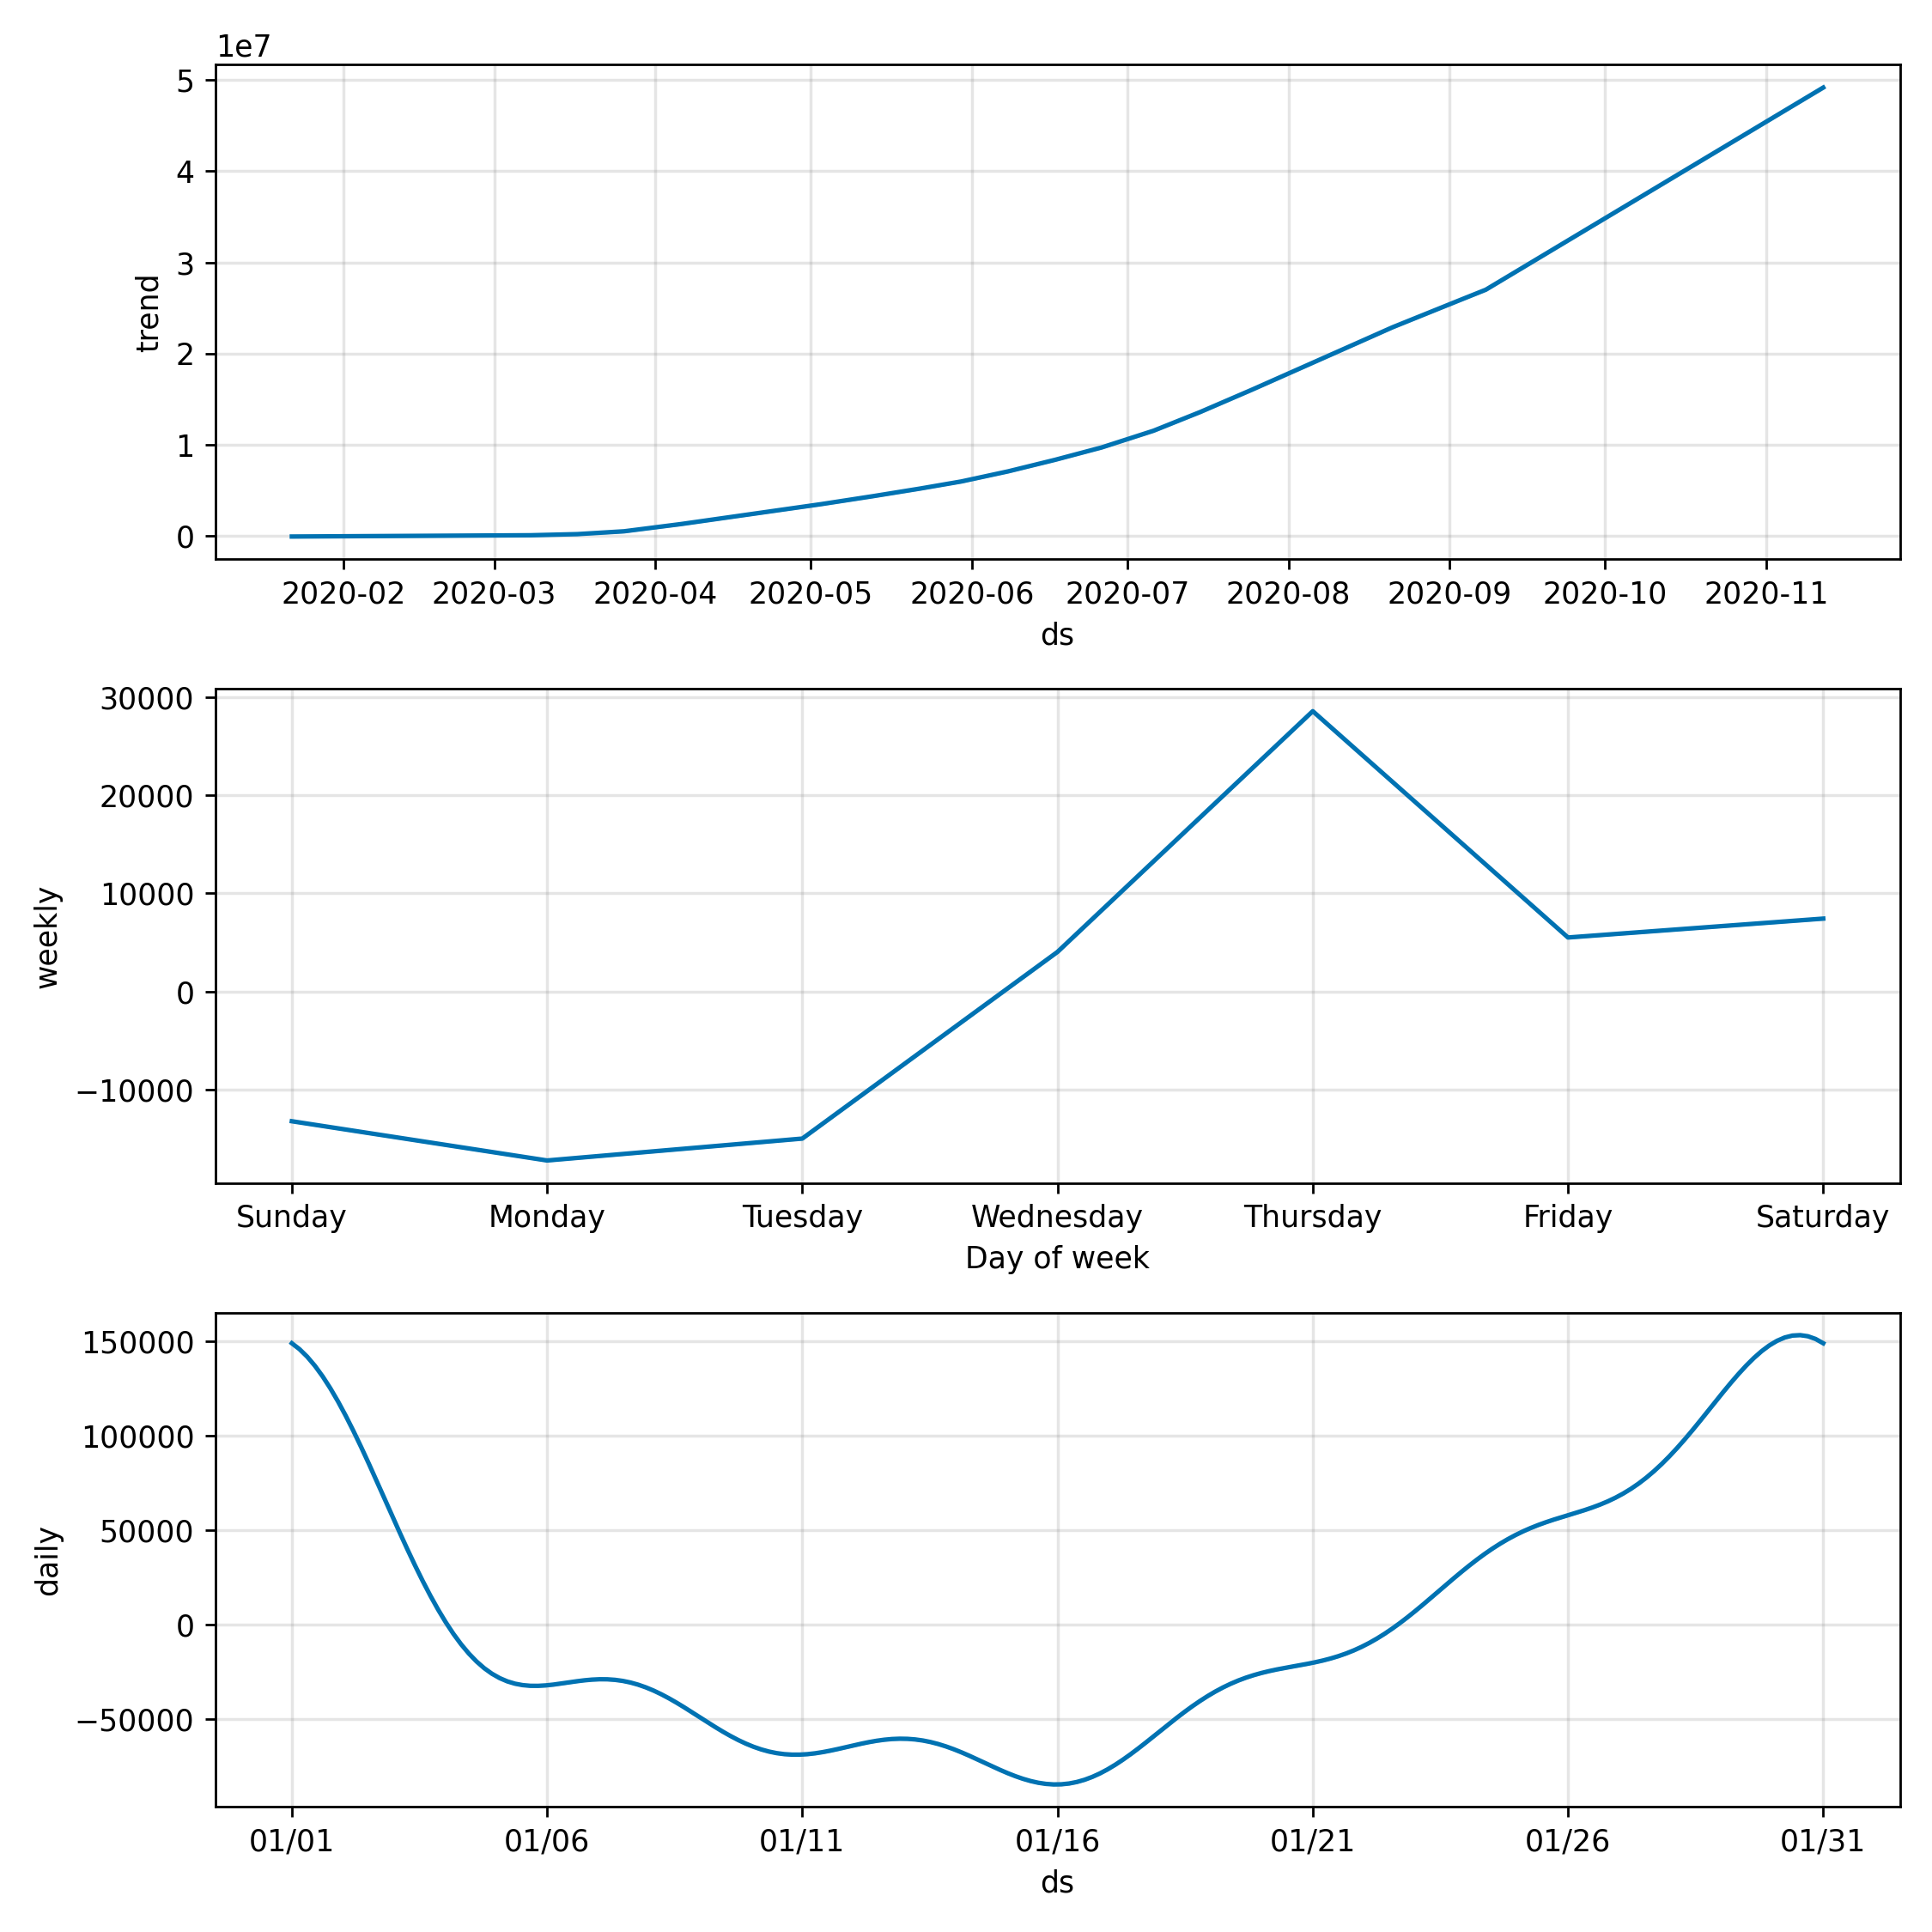 1e7
5
4
3
2
1
0
trend
2020-02 2020-03 2020-04 2020-05 2020-06 2020-07 2020-08 2020-09 2020-10 2020-11
ds
30000
20000
10000
0
−10000
weekly
Sunday Monday Tuesday Wednesday Thursday Friday Saturday
Day of week
150000
100000
50000
0
−50000
daily
01/01 01/06 01/11 01/16 01/21 01/26 01/31
ds